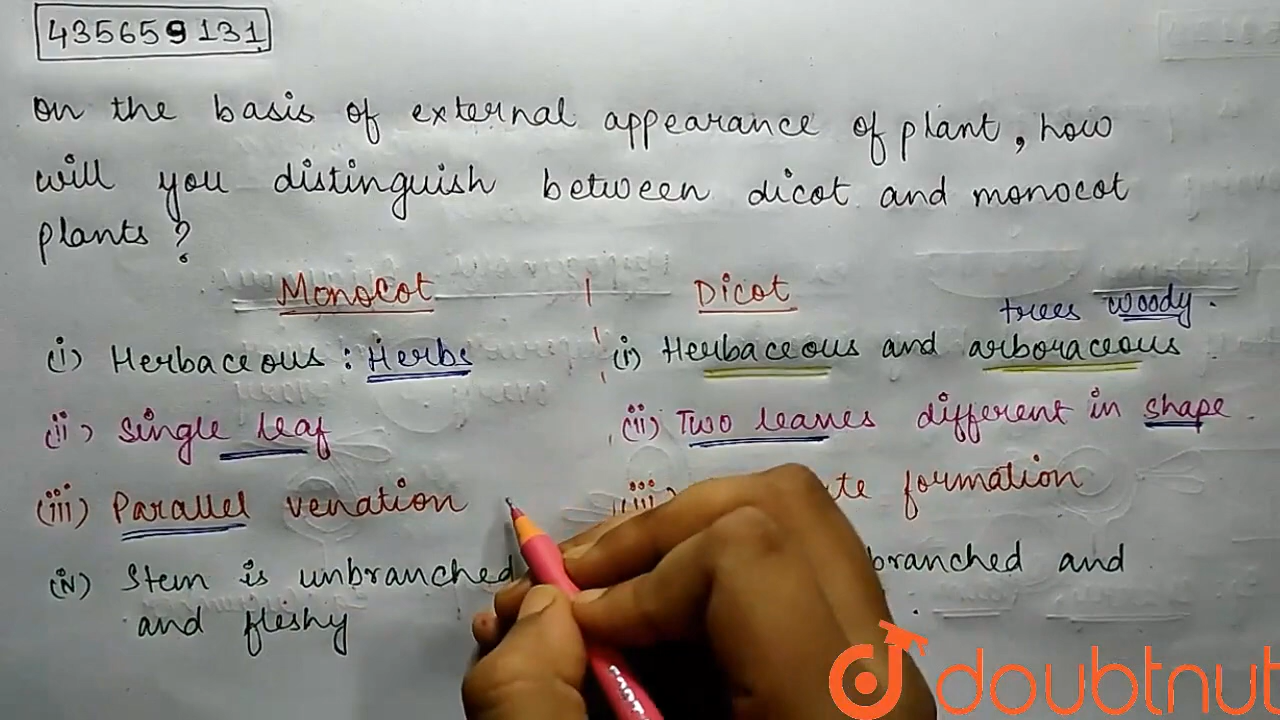 435659131
on the basis of external appearance of plant, how
will you distinguish between dicot and monocot
plants?
Monocot | Dicot
trees woody.
(i) Herbaceous : Herbs
(i) Herbaceous and arboraceous
(ii) Single leaf
(ii) Two leaves different in shape
(iii) Parallel venation
(iii) formation
(iv) Stem is unbranched
and fleshy
branched and
doubtnut